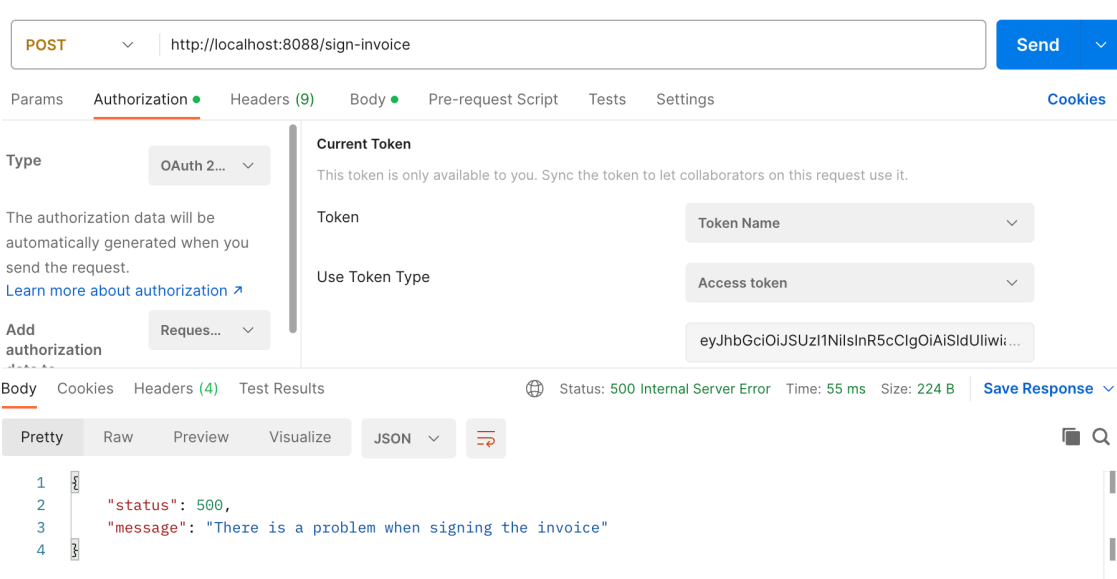 POST
http://localhost:8088/sign-invoice
Send
Params
Authorization
Headers (9)
Body
Pre-request Script
Tests
Settings
Cookies
Type
OAuth 2...
The authorization data will be
automatically generated when you
send the request.
Learn more about authorization ↗
Add
authorization
Reques...
Current Token
This token is only available to you. Sync the token to let collaborators on this request use it.
Token
Token Name
Use Token Type
Access token
Body
Cookies
Headers (4)
Test Results
Status: 500 Internal Server Error
Time: 55 ms
Size: 224 B
Save Response
Pretty
Raw
Preview
Visualize
JSON
1 {
2 "status": 500,
3 "message": "There is a problem when signing the invoice"
4 }